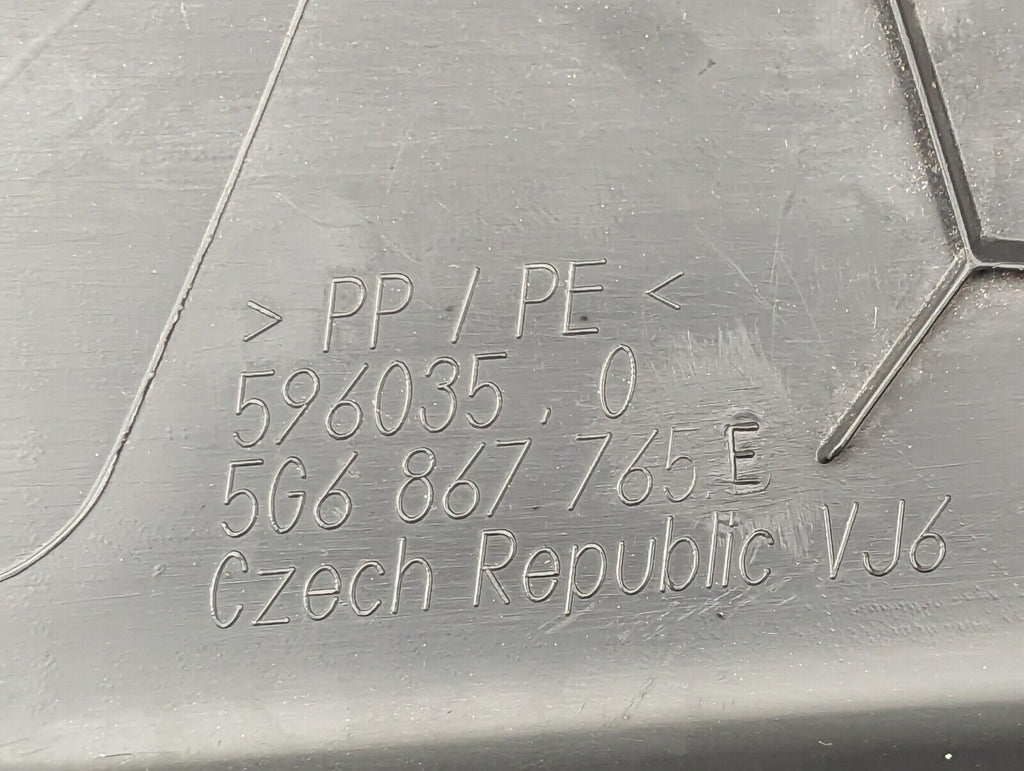 > PP / PE <
596035 . 0
5G6 867 765 E
Czech Republic VJ6